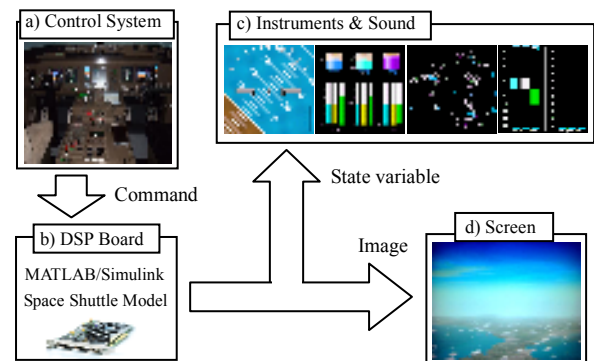 a) Control System
c) Instruments & Sound
Command
State variable
b) DSP Board
MATLAB/Simulink
Space Shuttle Model
Image
d) Screen